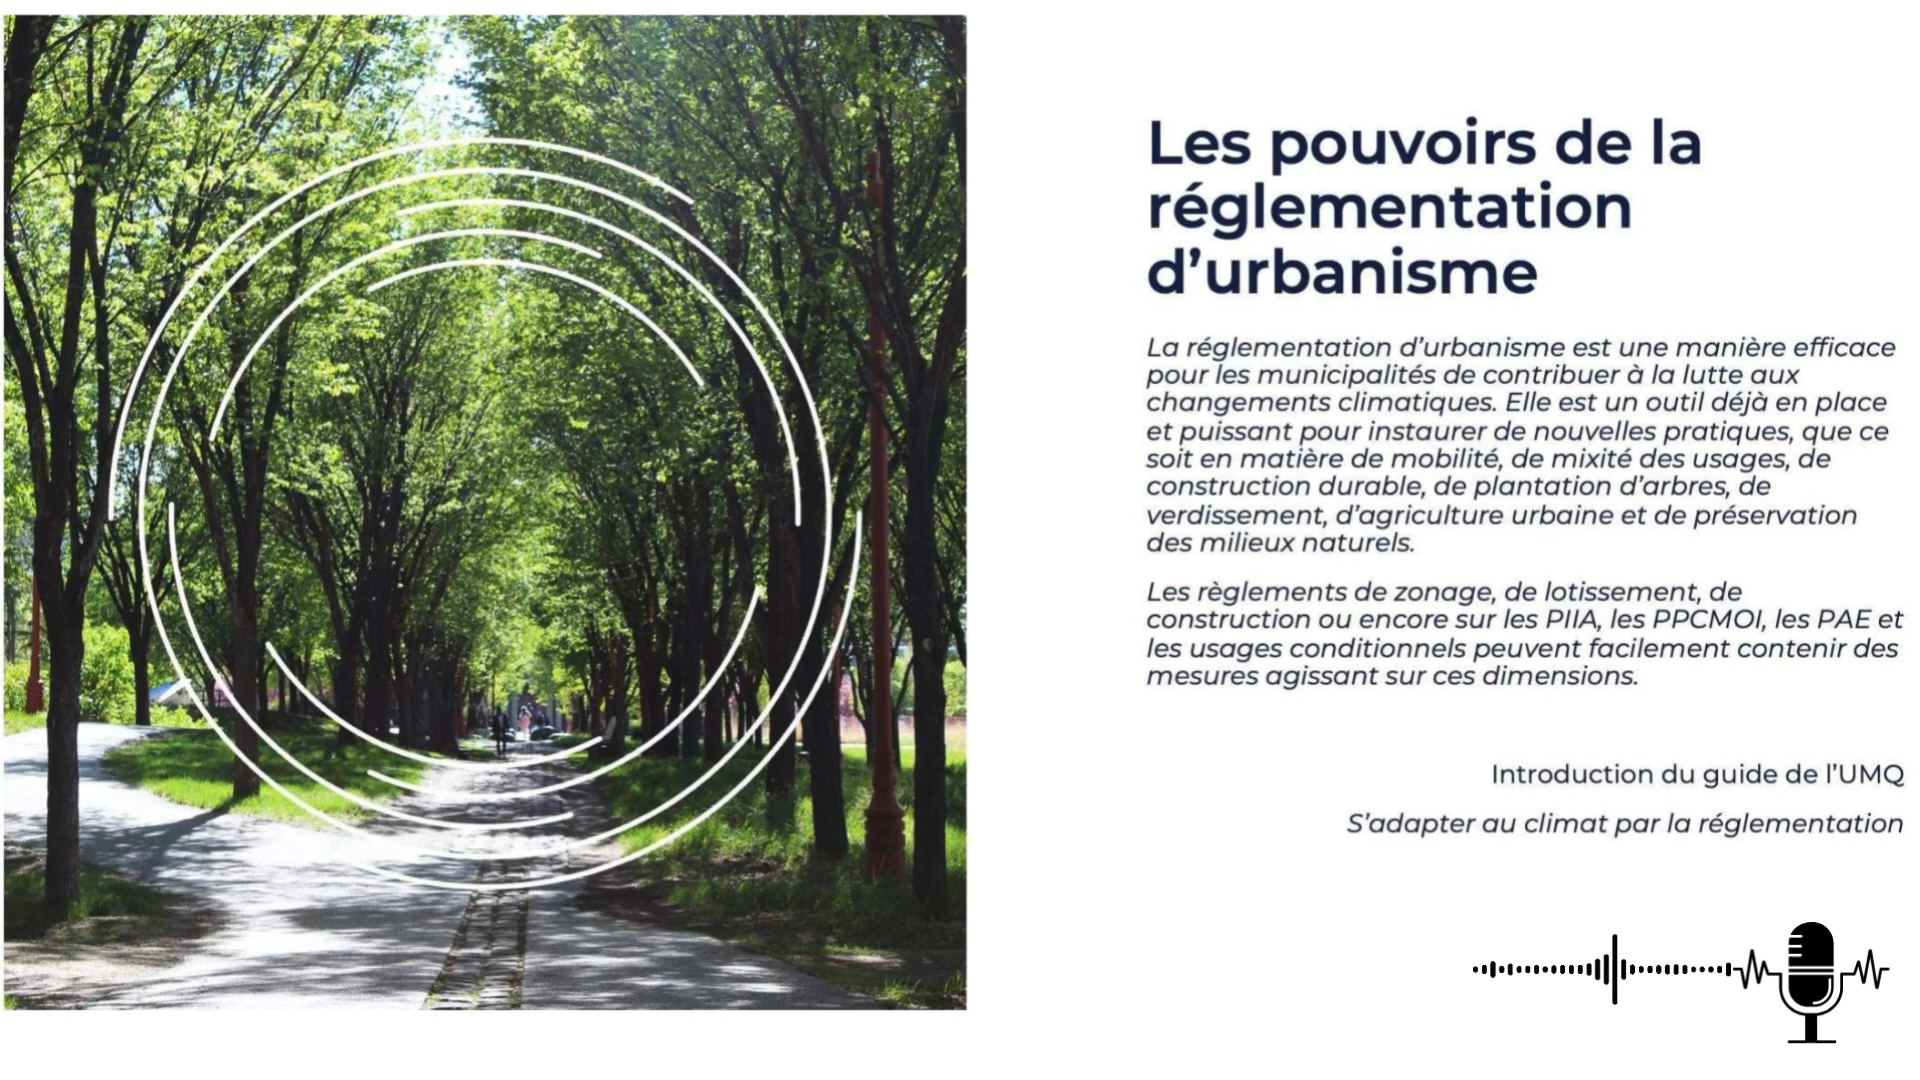 Les pouvoirs de la
réglementation
d’urbanisme
La réglementation d’urbanisme est une manière efficace
pour les municipalités de contribuer à la lutte aux
changements climatiques. Elle est un outil déjà en place
et puissant pour instaurer de nouvelles pratiques, que ce
soit en matière de mobilité, de mixité des usages, de
construction durable, de plantation d’arbres, de
verdissement, d’agriculture urbaine et de préservation
des milieux naturels.
Les règlements de zonage, de lotissement, de
construction ou encore sur les PIIA, les PPCMOI, les PAE et
les usages conditionnels peuvent facilement contenir des
mesures agissant sur ces dimensions.
Introduction du guide de l’UMQ
S’adapter au climat par la réglementation